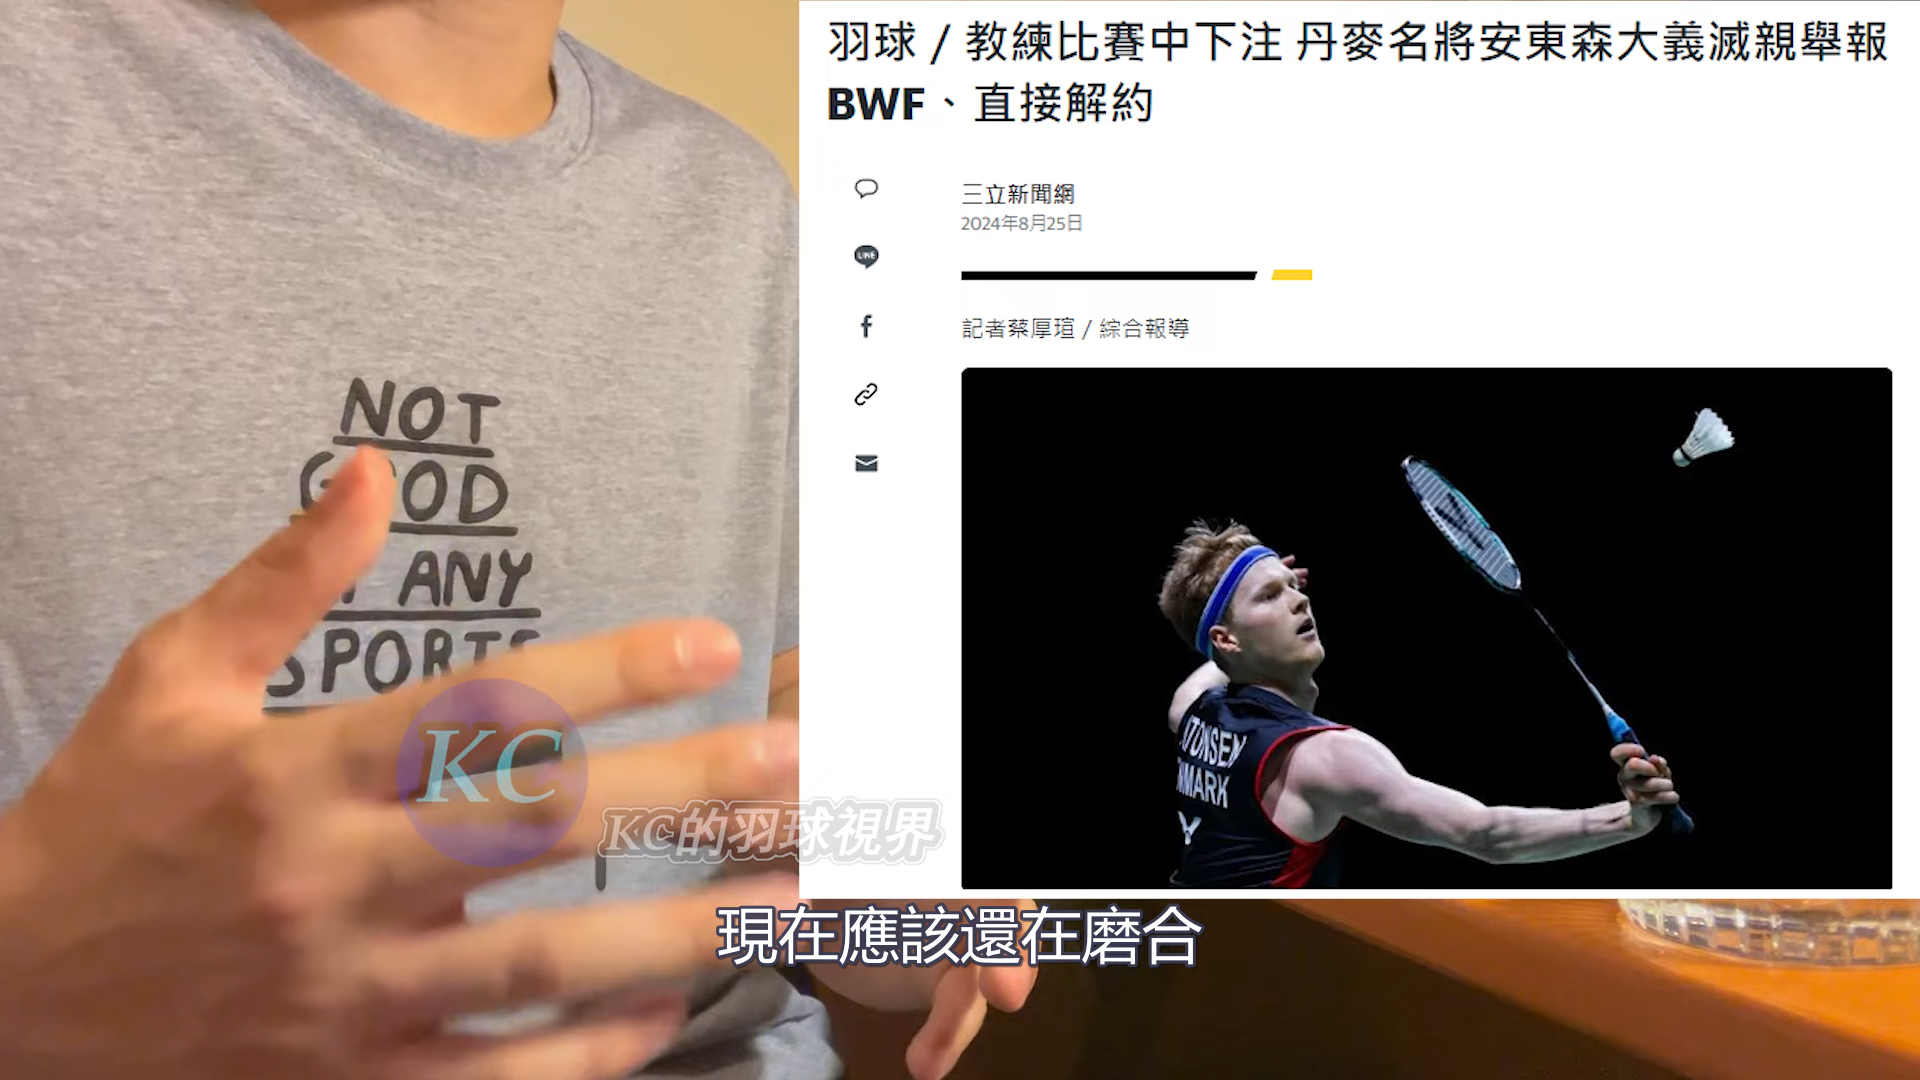 羽球 / 教練比賽中下注 丹麥名將安東森大義滅親舉報
BWF、直接解約
三立新聞網
2024年8月25日
LINE
記者蔡厚瑄 / 綜合報導
NOT
GOOD
ANY
SPORTS
KC
KC的羽球視界
現在應該還在磨合